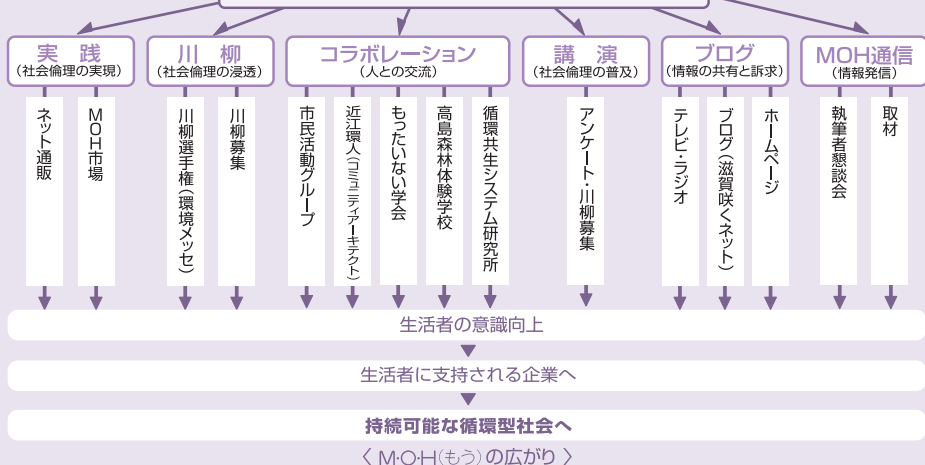 実践
(社会倫理の実現)
川柳
(社会倫理の浸透)
コラボレーション
(人との交流)
講演
(社会倫理の普及)
ブログ
(情報の共有と訴求)
MOH通信
(情報発信)
ネット通販
MOH市場
川柳選手権(環境メッセ)
川柳募集
市民活動グループ
近江環人(コミュニティアーキテクト)
もったいない学会
高島森林体験学校
循環共生システム研究所
アンケート・川柳募集
テレビ・ラジオ
ブログ(滋賀咲くネット)
ホームページ
執筆者懇談会
取材
生活者の意識向上
生活者に支持される企業へ
持続可能な循環型社会へ
〈 M・O・H(もう)の広がり 〉